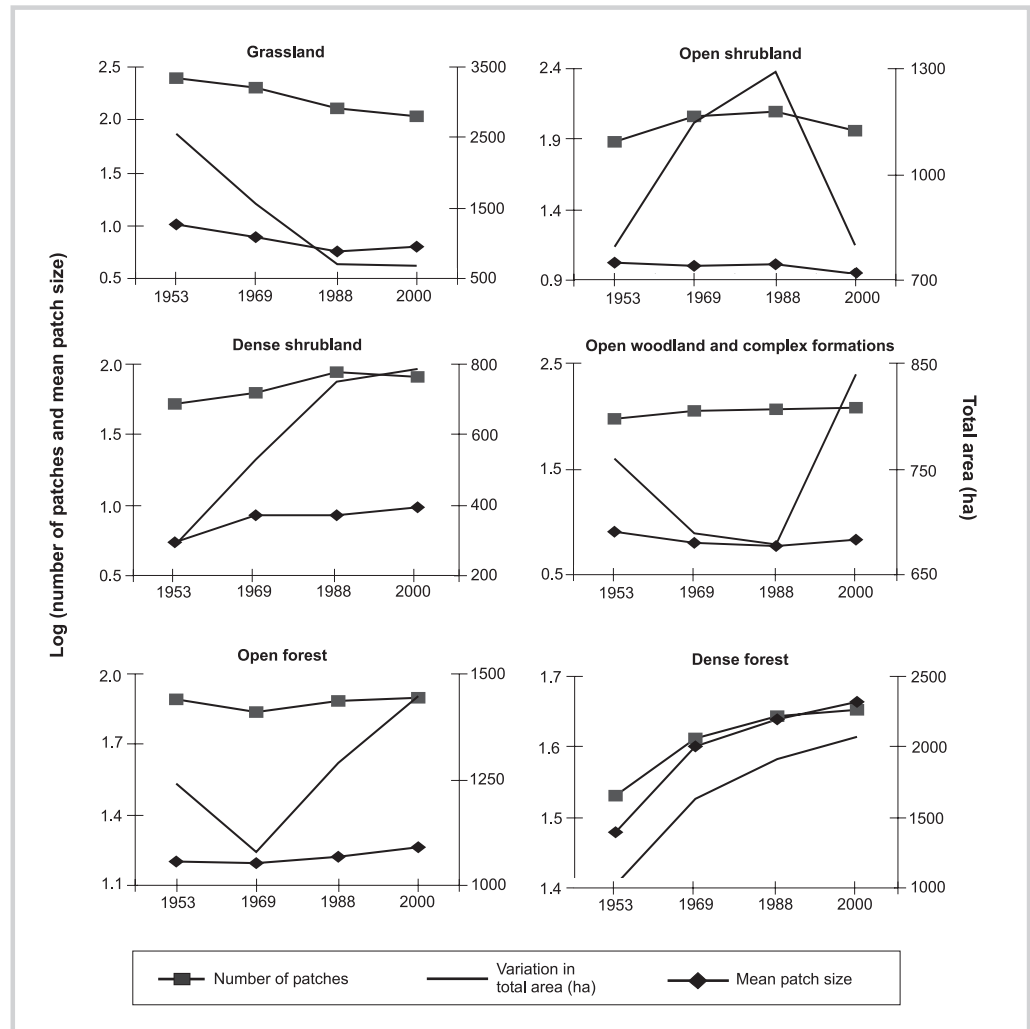 Log (number of patches and mean patch size)
Total area (ha)
Grassland
2.5
2.0
1.5
1.0
0.5
3500
2500
1500
500
1953 1969 1988 2000
Open shrubland
2.4
1.9
1.4
0.9
1300
1000
700
1953 1969 1988 2000
Dense shrubland
2.0
1.5
1.0
0.5
800
600
400
200
1953 1969 1988 2000
Open woodland and complex formations
2.5
1.5
0.5
850
750
650
1953 1969 1988 2000
Open forest
2.0
1.7
1.4
1.1
1500
1250
1000
1953 1969 1988 2000
Dense forest
1.7
1.6
1.5
1.4
2500
2000
1500
1000
1953 1969 1988 2000
Number of patches
Variation in
total area (ha)
Mean patch size